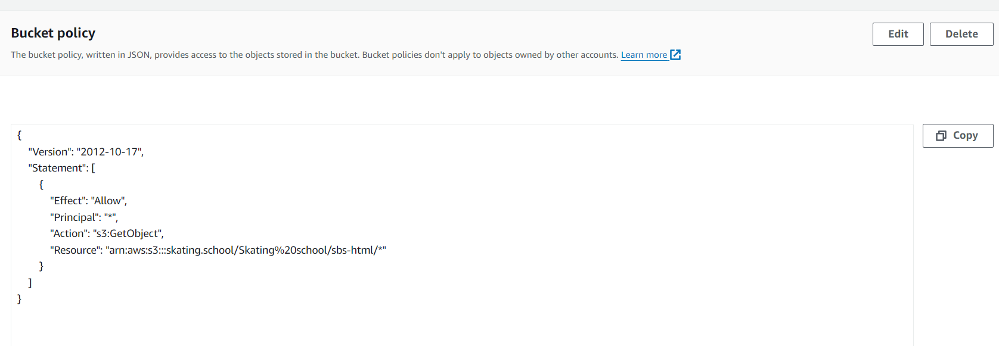 Bucket policy
Edit
Delete
The bucket policy, written in JSON, provides access to the objects stored in the bucket. Bucket policies don't apply to objects owned by other accounts. Learn more
Copy
{
"Version": "2012-10-17",
"Statement": [
{
"Effect": "Allow",
"Principal": "*",
"Action": "s3:GetObject",
"Resource": "arn:aws:s3:::skating.school/Skating%20school/sbs-html/*"
}
]
}